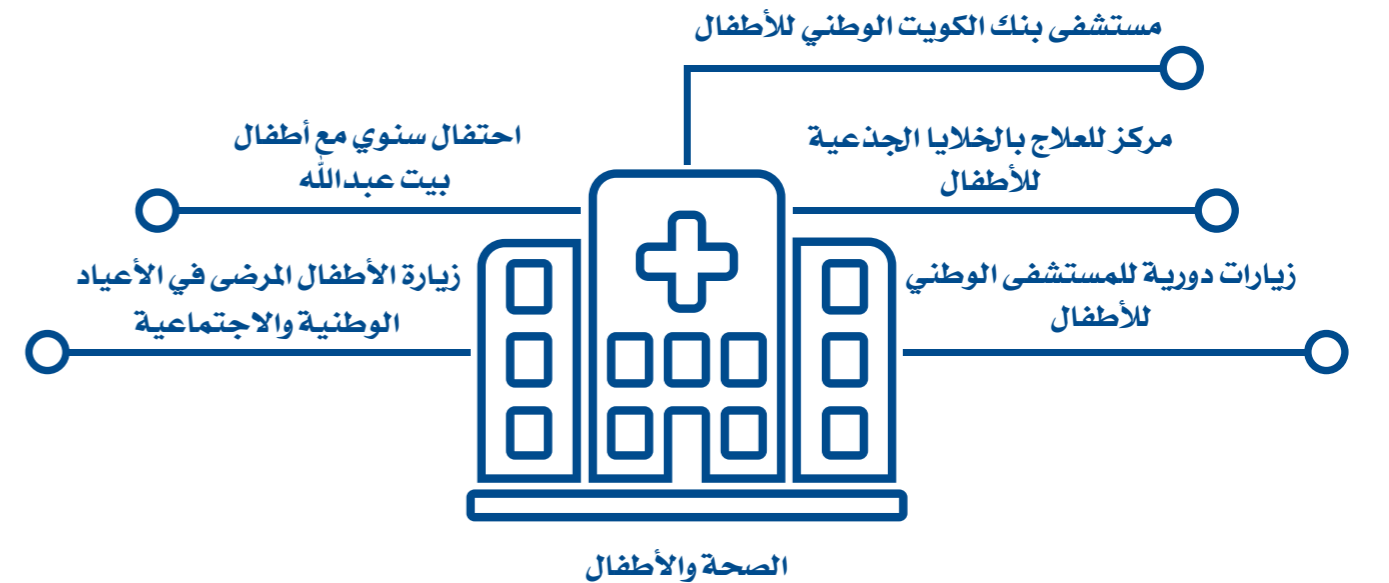 مستشفى بنك الكويت الوطني للأطفال
مركز للعلاج بالخلايا الجذعية
للأطفال
زيارات دورية للمستشفى الوطني
للأطفال
احتفال سنوي مع أطفال
بيت عبدالله
زيارة الأطفال المرضى في الأعياد
الوطنية والاجتماعية
الصحة والأطفال